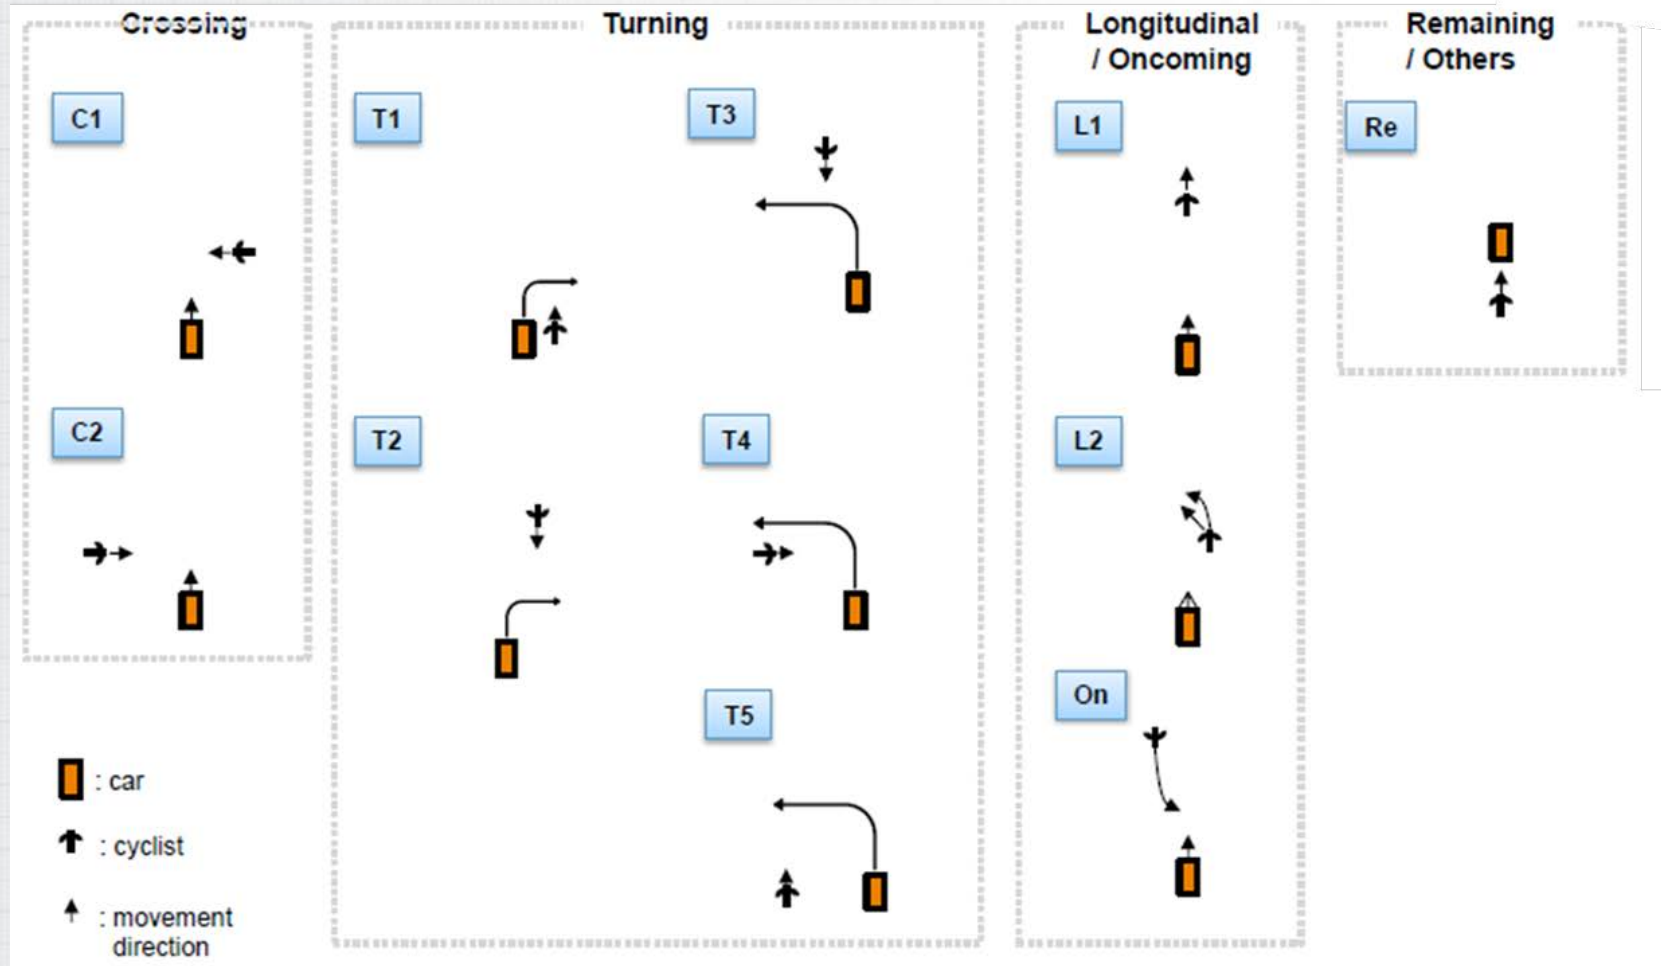 Crossing
C1
C2
: car
: cyclist
: movement
direction
Turning
T1
T3
T2
T4
T5
Longitudinal
/ Oncoming
L1
L2
On
Remaining
/ Others
Re